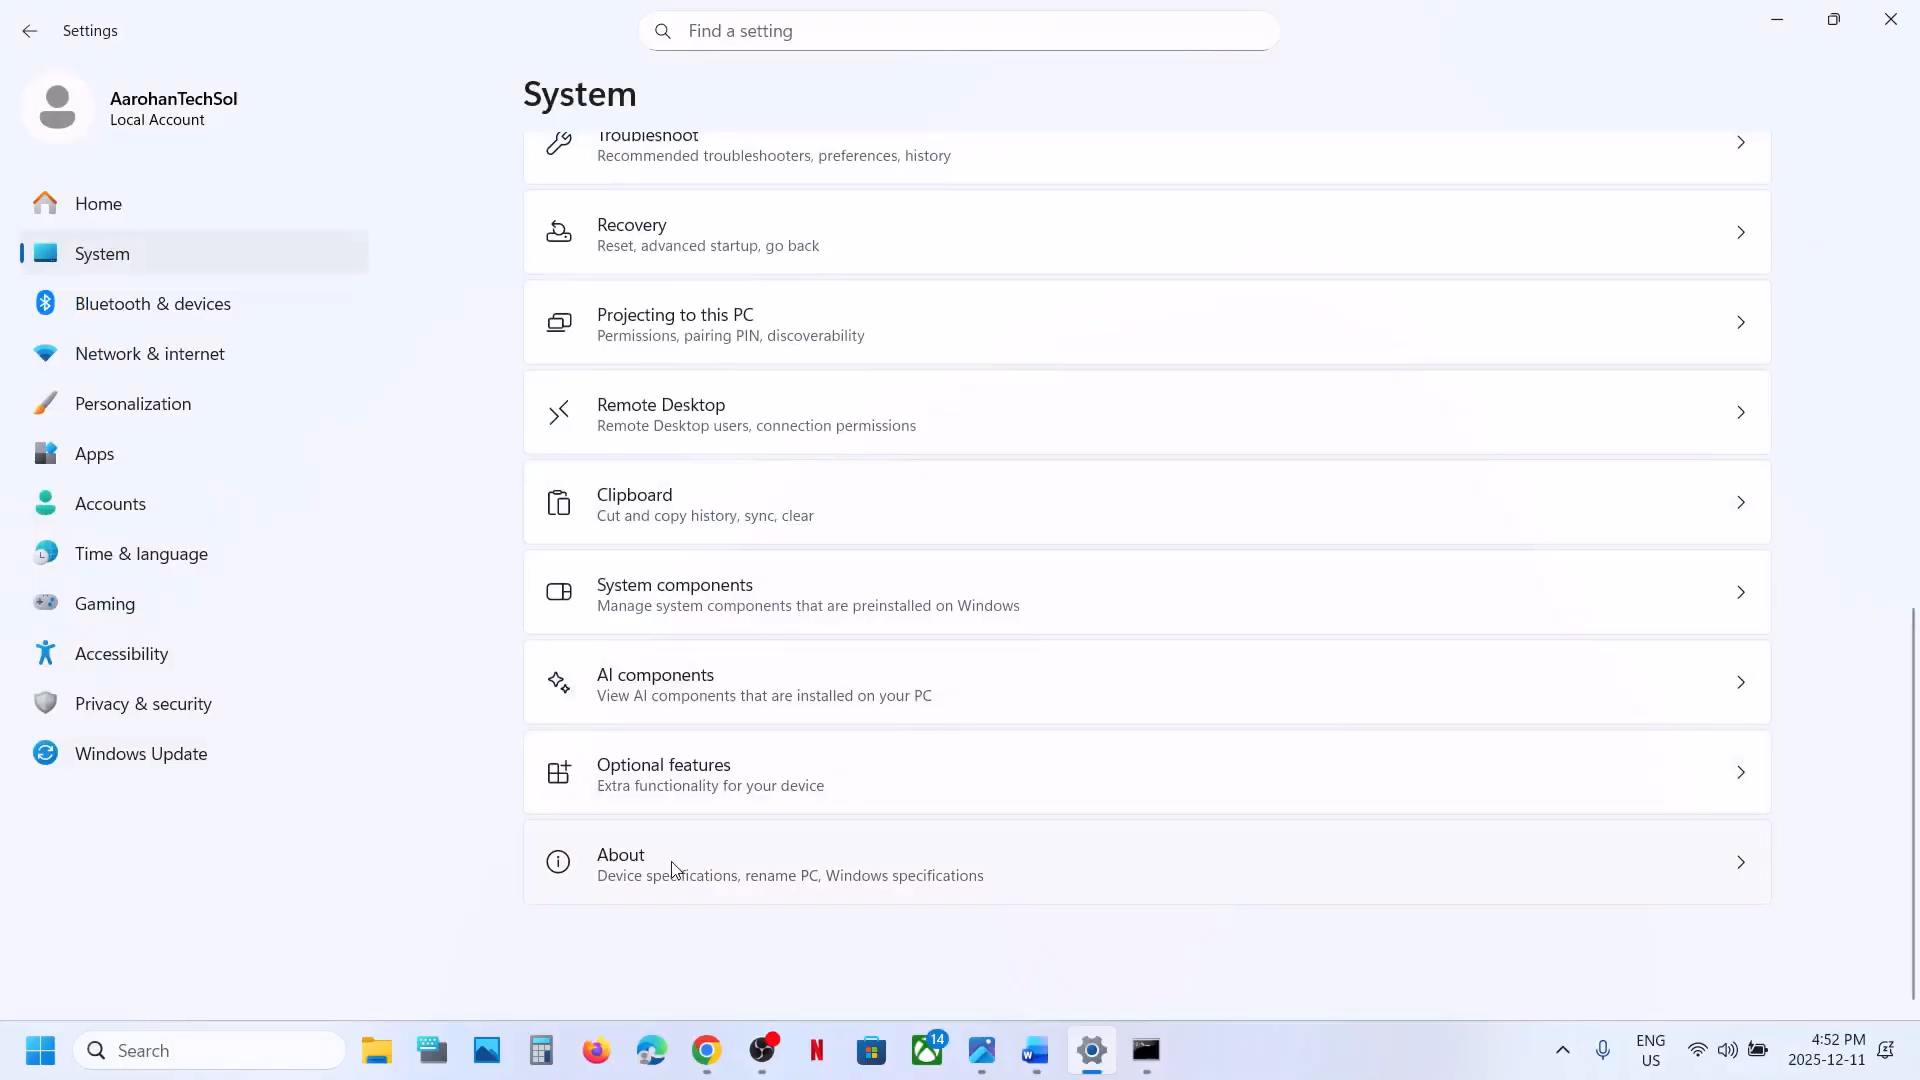 Settings
Find a setting
AarohanTechSol
Local Account
Home
System
Bluetooth & devices
Network & internet
Personalization
Apps
Accounts
Time & language
Gaming
Accessibility
Privacy & security
Windows Update
System
Troubleshoot
Recommended troubleshooters, preferences, history
Recovery
Reset, advanced startup, go back
Projecting to this PC
Permissions, pairing PIN, discoverability
Remote Desktop
Remote Desktop users, connection permissions
Clipboard
Cut and copy history, sync, clear
System components
Manage system components that are preinstalled on Windows
AI components
View AI components that are installed on your PC
Optional features
Extra functionality for your device
About
Device specifications, rename PC, Windows specifications
Search
N
14
W
ENG
US
4:52 PM
2025-12-11